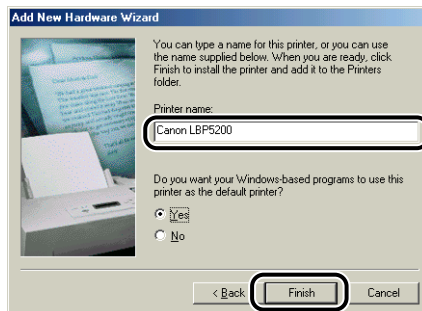 Add New Hardware Wizard
You can type a name for this printer, or you can use
the name supplied below. When you are ready, click
Finish to install the printer and add it to the Printers
folder.
Printer name:
Canon LBP5200
Do you want your Windows-based programs to use this
printer as the default printer?
Yes
No
< Back
Finish
Cancel